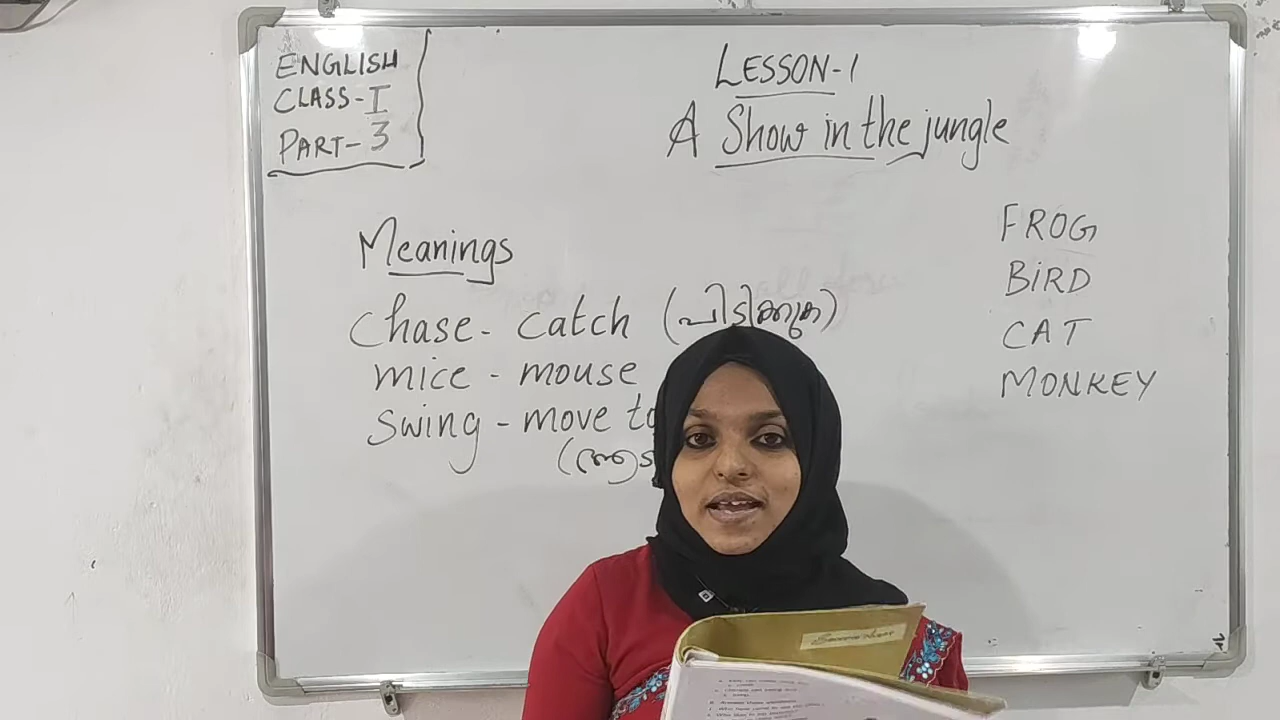 ENGLISH
CLASS-I
PART-3
LESSON-1
A Show in the jungle
Meanings
Chase - catch (പിടിക്കുക)
mice - mouse
swing - move to
FROG
BiRD
CAT
MONKEY